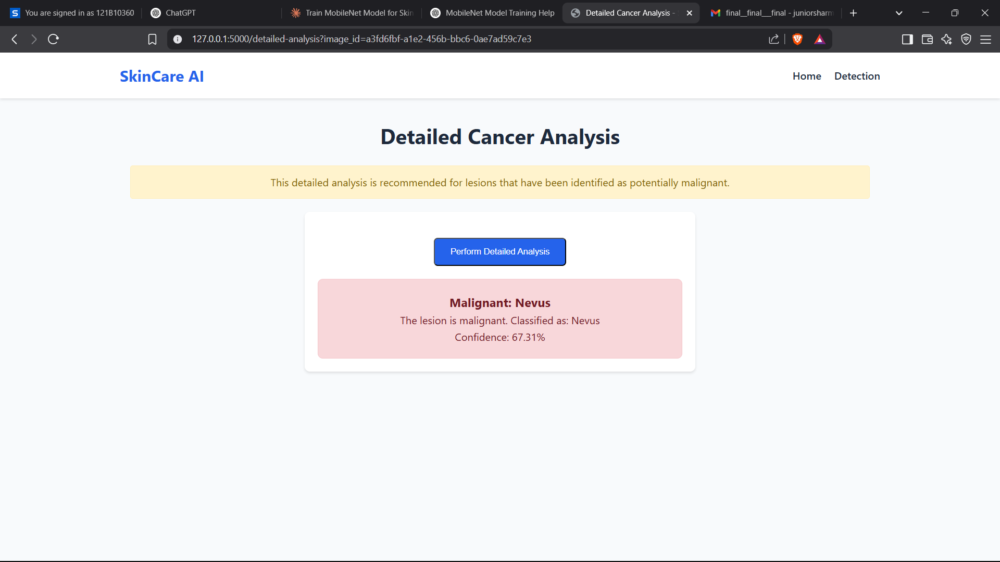 You are signed in as 121B10360
ChatGPT
Train MobileNet Model for Skin
MobileNet Model Training Help
Detailed Cancer Analysis -
final__final___final - juniorsharm
127.0.0.1:5000/detailed-analysis?image_id=a3fd6fbf-a1e2-456b-bbc6-0ae7ad59c7e3
SkinCare AI
Home
Detection
Detailed Cancer Analysis
This detailed analysis is recommended for lesions that have been identified as potentially malignant.
Perform Detailed Analysis
Malignant: Nevus
The lesion is malignant. Classified as: Nevus
Confidence: 67.31%